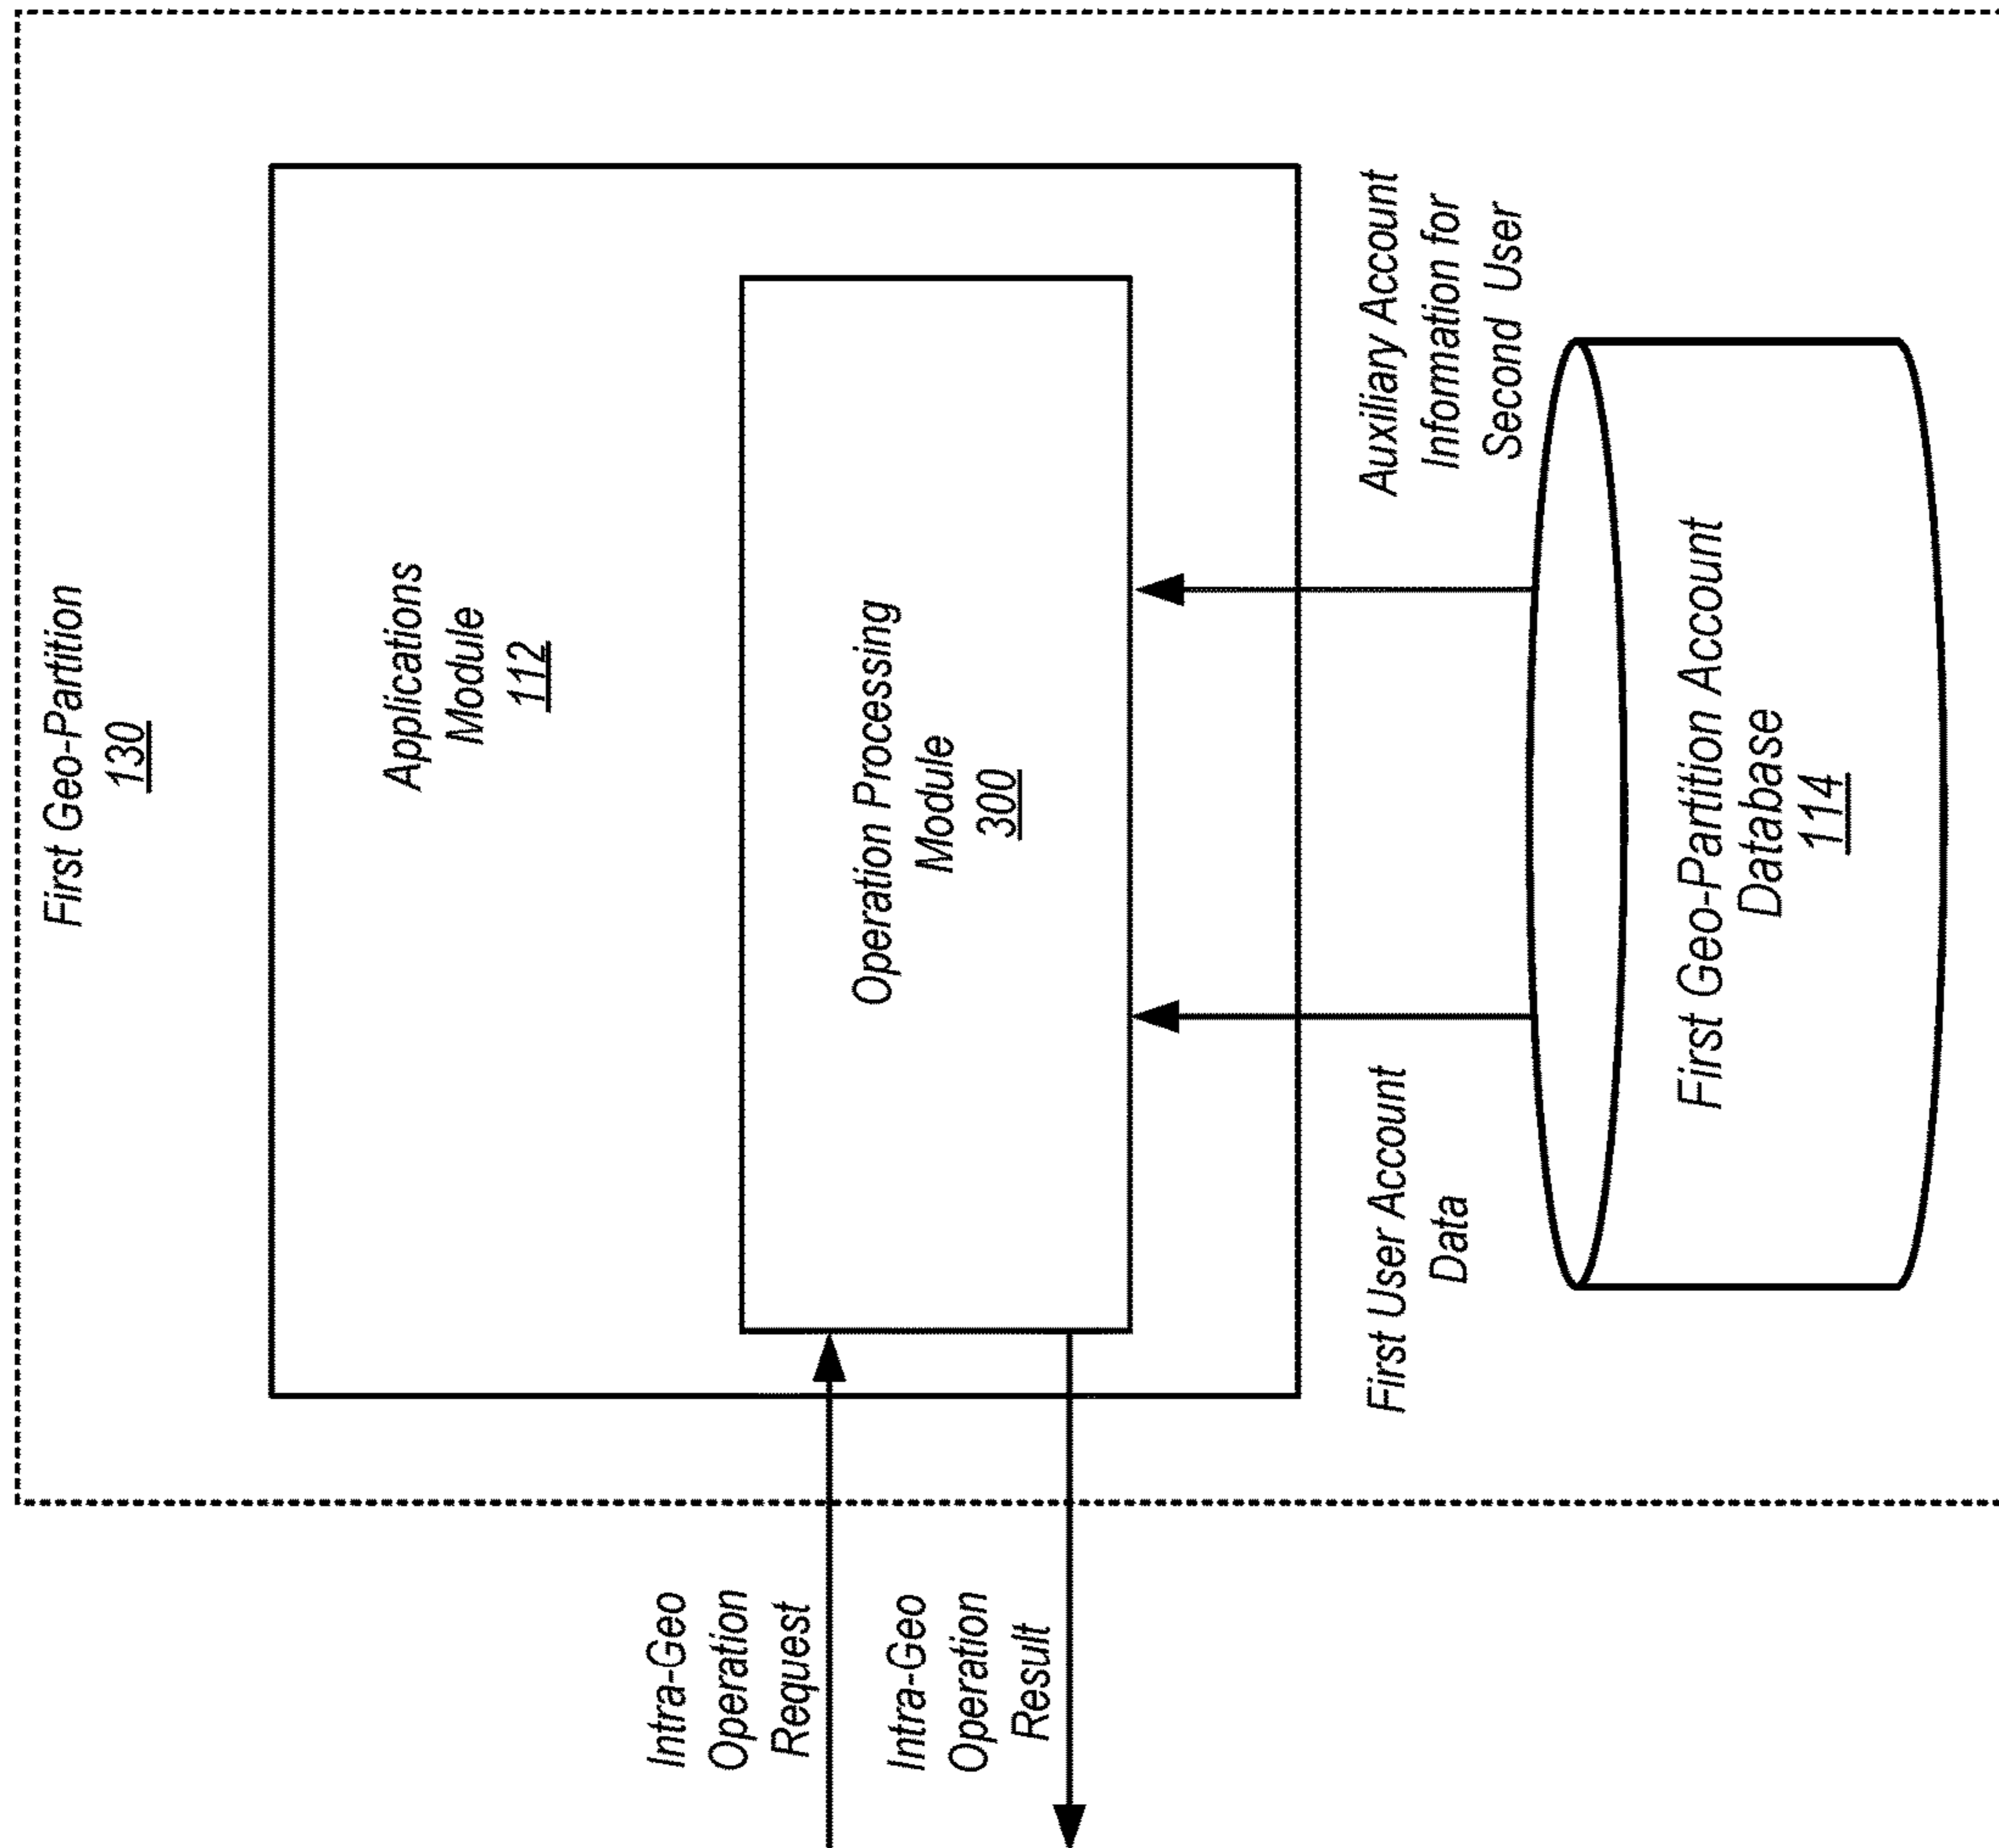 First Geo-Partition
130
Applications
Module
112
Intra-Geo
Operation
Request
Operation Processing
Module
300
Intra-Geo
Operation
Result
First User Account
Data
Auxiliary Account
Information for
Second User
First Geo-Partition Account
Database
114